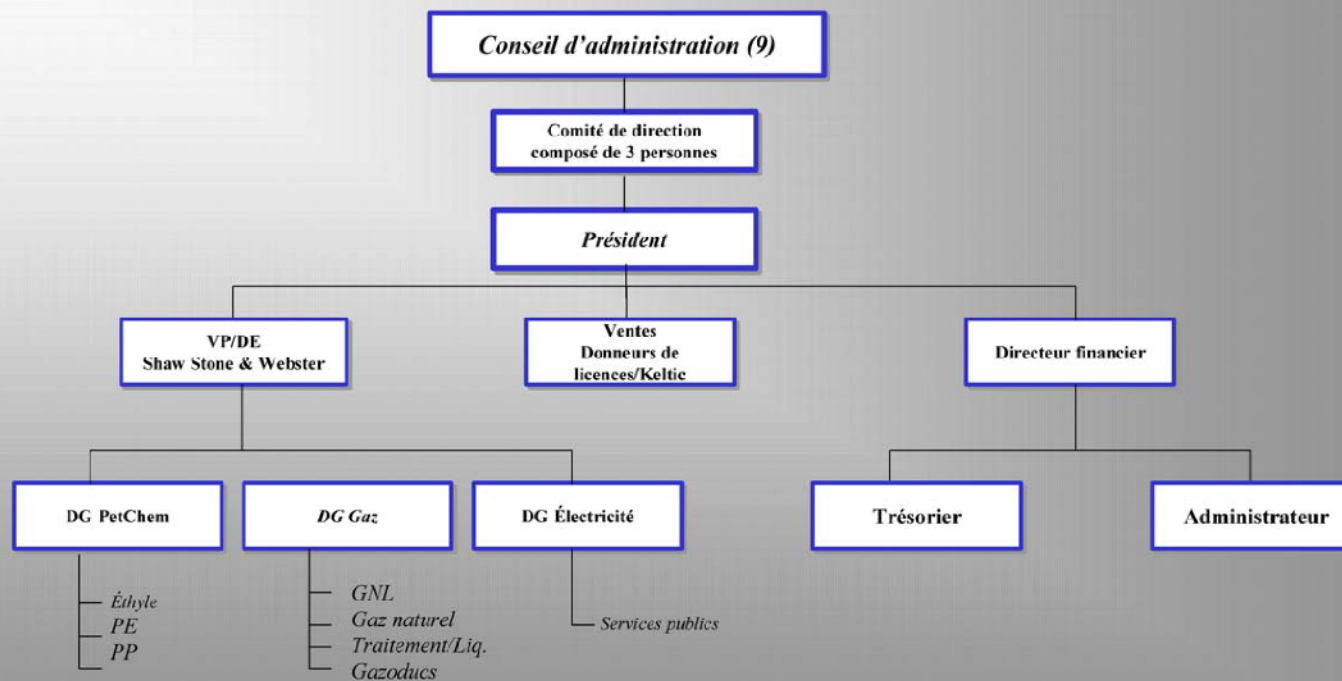 Conseil d'administration (9)
Comité de direction
composé de 3 personnes
Président
VP/DE
Shaw Stone & Webster
Ventes
Donneurs de
licences/Keltic
Directeur financier
DG PetChem
DG Gaz
DG Électricité
Trésorier
Administrateur
Éthyle
PE
PP
GNL
Gaz naturel
Traitement/Liq.
Gazoducs
Services publics